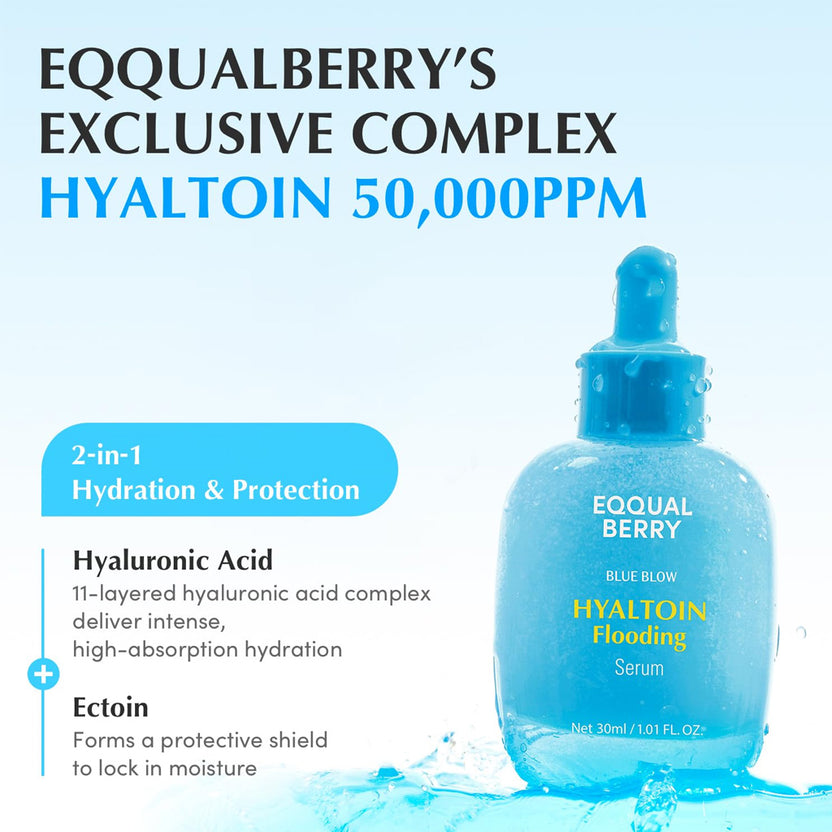 EQQUALBERRY’S
EXCLUSIVE COMPLEX
HYALTOIN 50,000PPM
2-in-1
Hydration & Protection
Hyaluronic Acid
11-layered hyaluronic acid complex
deliver intense,
high-absorption hydration
+
Ectoin
Forms a protective shield
to lock in moisture
EQQUAL
BERRY
BLUE BLOW
HYALTOIN
Flooding
Serum
Net 30ml / 1.01 FL. OZ.